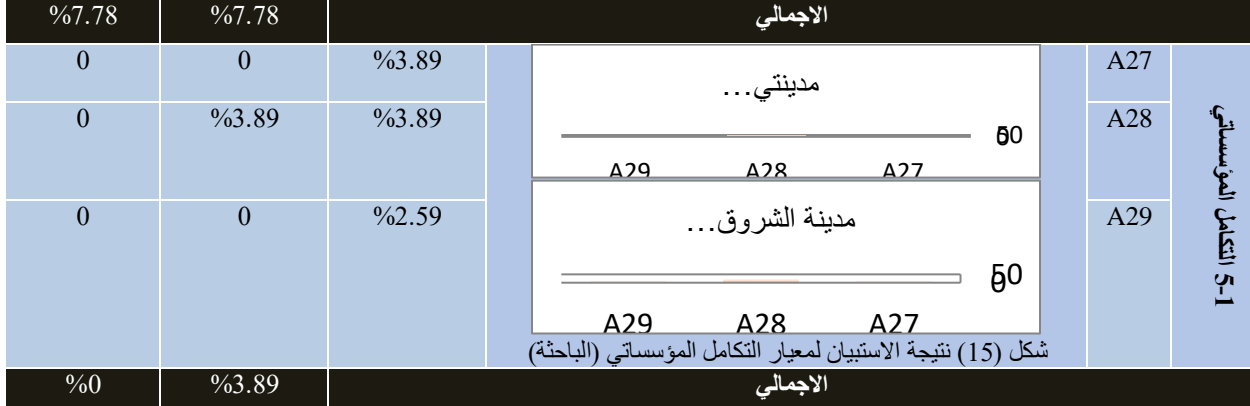 الاجمالي %7.78 %7.78
5-1 التكامل المؤسساتي
A27 %3.89 0 0
مدينتي...
A28 %3.89 %3.89 0
A27 A28 A29
A29 %2.59 0 0
مدينة الشروق...
A27 A28 A29
شكل (15) نتيجة الاستبيان لمعيار التكامل المؤسساتي (الباحثة)
الاجمالي %3.89 %0